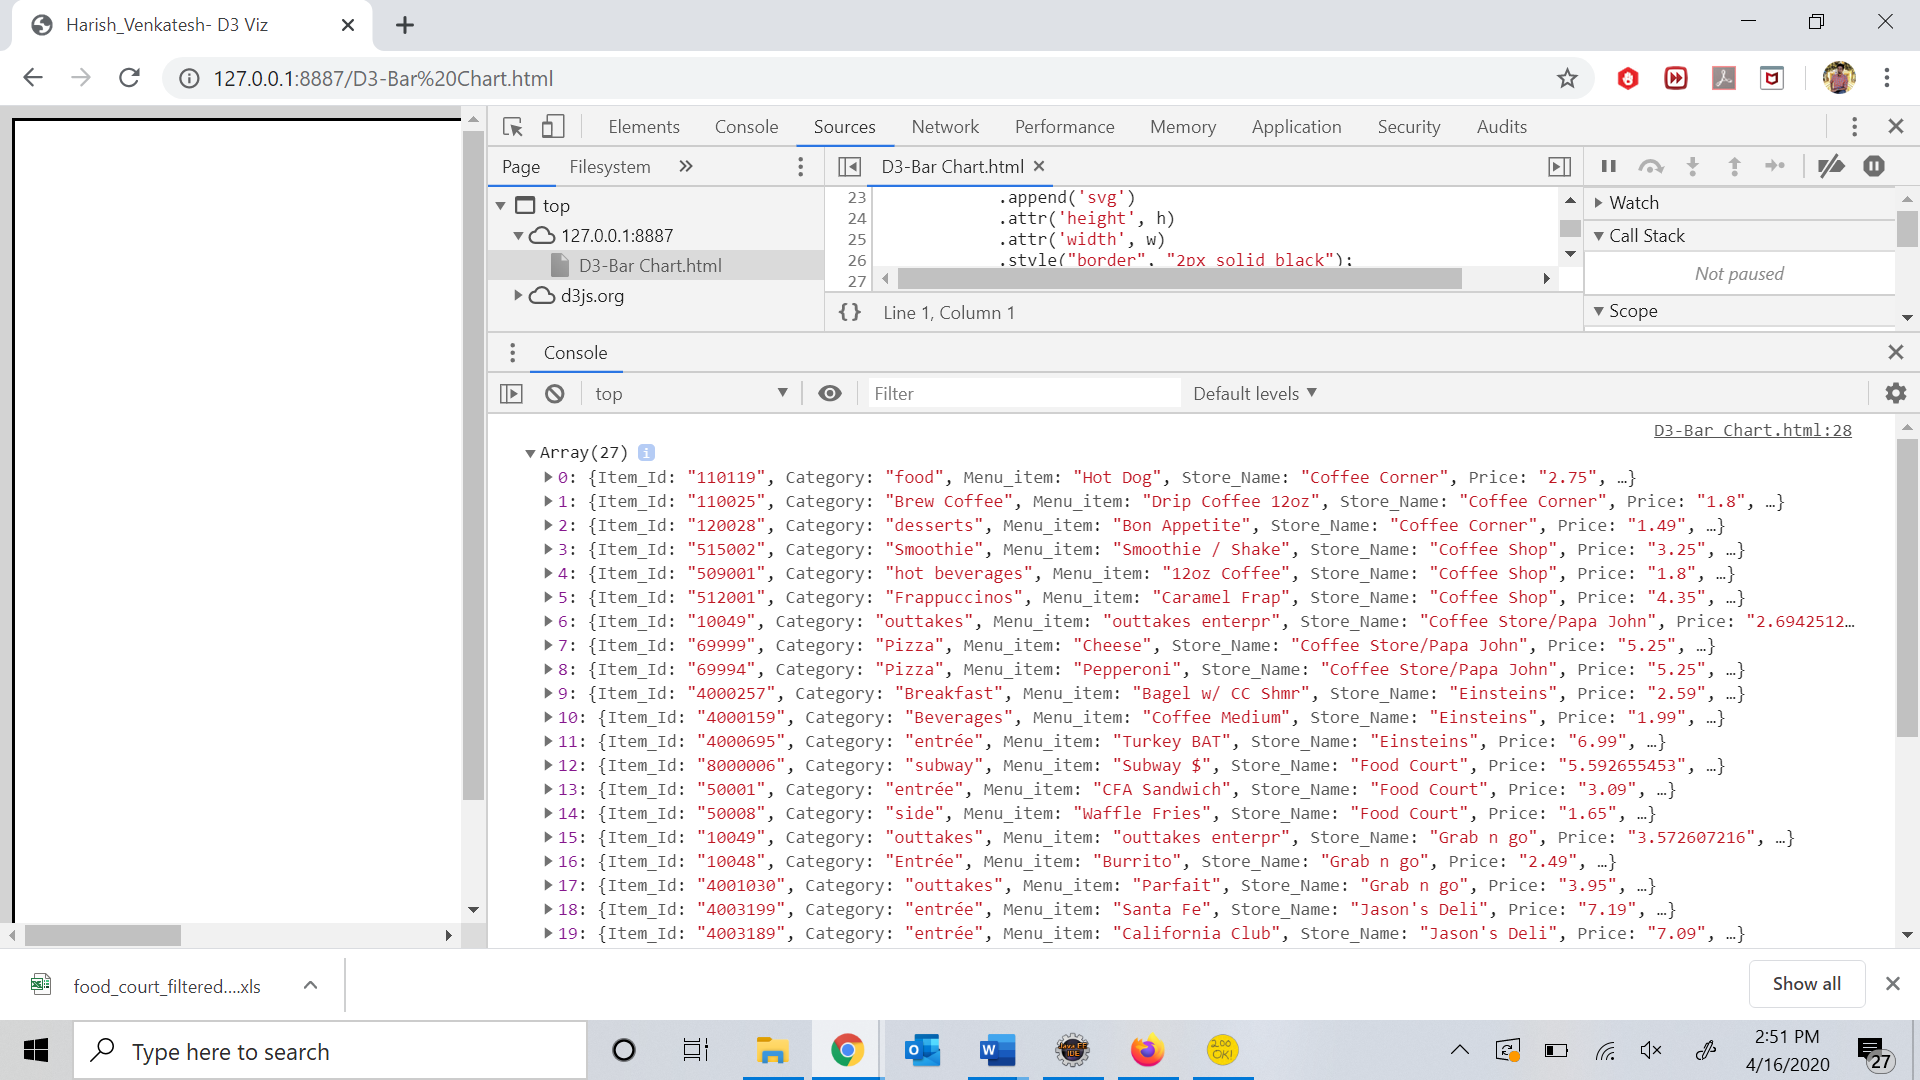 Harish_Venkatesh- D3 Viz
127.0.0.1:8887/D3-Bar%20Chart.html
Elements Console Sources Network Performance Memory Application Security Audits
Page Filesystem »
D3-Bar Chart.html
top
127.0.0.1:8887
D3-Bar Chart.html
d3js.org
23 .append('svg')
24 .attr('height', h)
25 .attr('width', w)
26 .style("border", "2px solid black");
27
{} Line 1, Column 1
Watch
Call Stack
Not paused
Scope
Console
top Filter Default levels
D3-Bar Chart.html:28
Array(27) i
0: {Item_Id: "110119", Category: "food", Menu_item: "Hot Dog", Store_Name: "Coffee Corner", Price: "2.75", …}
1: {Item_Id: "110025", Category: "Brew Coffee", Menu_item: "Drip Coffee 12oz", Store_Name: "Coffee Corner", Price: "1.8", …}
2: {Item_Id: "120028", Category: "desserts", Menu_item: "Bon Appetite", Store_Name: "Coffee Corner", Price: "1.49", …}
3: {Item_Id: "515002", Category: "Smoothie", Menu_item: "Smoothie / Shake", Store_Name: "Coffee Shop", Price: "3.25", …}
4: {Item_Id: "509001", Category: "hot beverages", Menu_item: "12oz Coffee", Store_Name: "Coffee Shop", Price: "1.8", …}
5: {Item_Id: "512001", Category: "Frappuccinos", Menu_item: "Caramel Frap", Store_Name: "Coffee Shop", Price: "4.35", …}
6: {Item_Id: "10049", Category: "outtakes", Menu_item: "outtakes enterpr", Store_Name: "Coffee Store/Papa John", Price: "2.6942512…
7: {Item_Id: "69999", Category: "Pizza", Menu_item: "Cheese", Store_Name: "Coffee Store/Papa John", Price: "5.25", …}
8: {Item_Id: "69994", Category: "Pizza", Menu_item: "Pepperoni", Store_Name: "Coffee Store/Papa John", Price: "5.25", …}
9: {Item_Id: "4000257", Category: "Breakfast", Menu_item: "Bagel w/ CC Shmr", Store_Name: "Einsteins", Price: "2.59", …}
10: {Item_Id: "4000159", Category: "Beverages", Menu_item: "Coffee Medium", Store_Name: "Einsteins", Price: "1.99", …}
11: {Item_Id: "4000695", Category: "entrée", Menu_item: "Turkey BAT", Store_Name: "Einsteins", Price: "6.99", …}
12: {Item_Id: "8000006", Category: "subway", Menu_item: "Subway $", Store_Name: "Food Court", Price: "5.592655453", …}
13: {Item_Id: "50001", Category: "entrée", Menu_item: "CFA Sandwich", Store_Name: "Food Court", Price: "3.09", …}
14: {Item_Id: "50008", Category: "side", Menu_item: "Waffle Fries", Store_Name: "Food Court", Price: "1.65", …}
15: {Item_Id: "10049", Category: "outtakes", Menu_item: "outtakes enterpr", Store_Name: "Grab n go", Price: "3.572607216", …}
16: {Item_Id: "10048", Category: "Entrée", Menu_item: "Burrito", Store_Name: "Grab n go", Price: "2.49", …}
17: {Item_Id: "4001030", Category: "outtakes", Menu_item: "Parfait", Store_Name: "Grab n go", Price: "3.95", …}
18: {Item_Id: "4003199", Category: "entrée", Menu_item: "Santa Fe", Store_Name: "Jason's Deli", Price: "7.19", …}
19: {Item_Id: "4003189", Category: "entrée", Menu_item: "California Club", Store_Name: "Jason's Deli", Price: "7.09", …}
food_court_filtered....xls
Show all
Type here to search
200 OK!
2:51 PM
4/16/2020
27